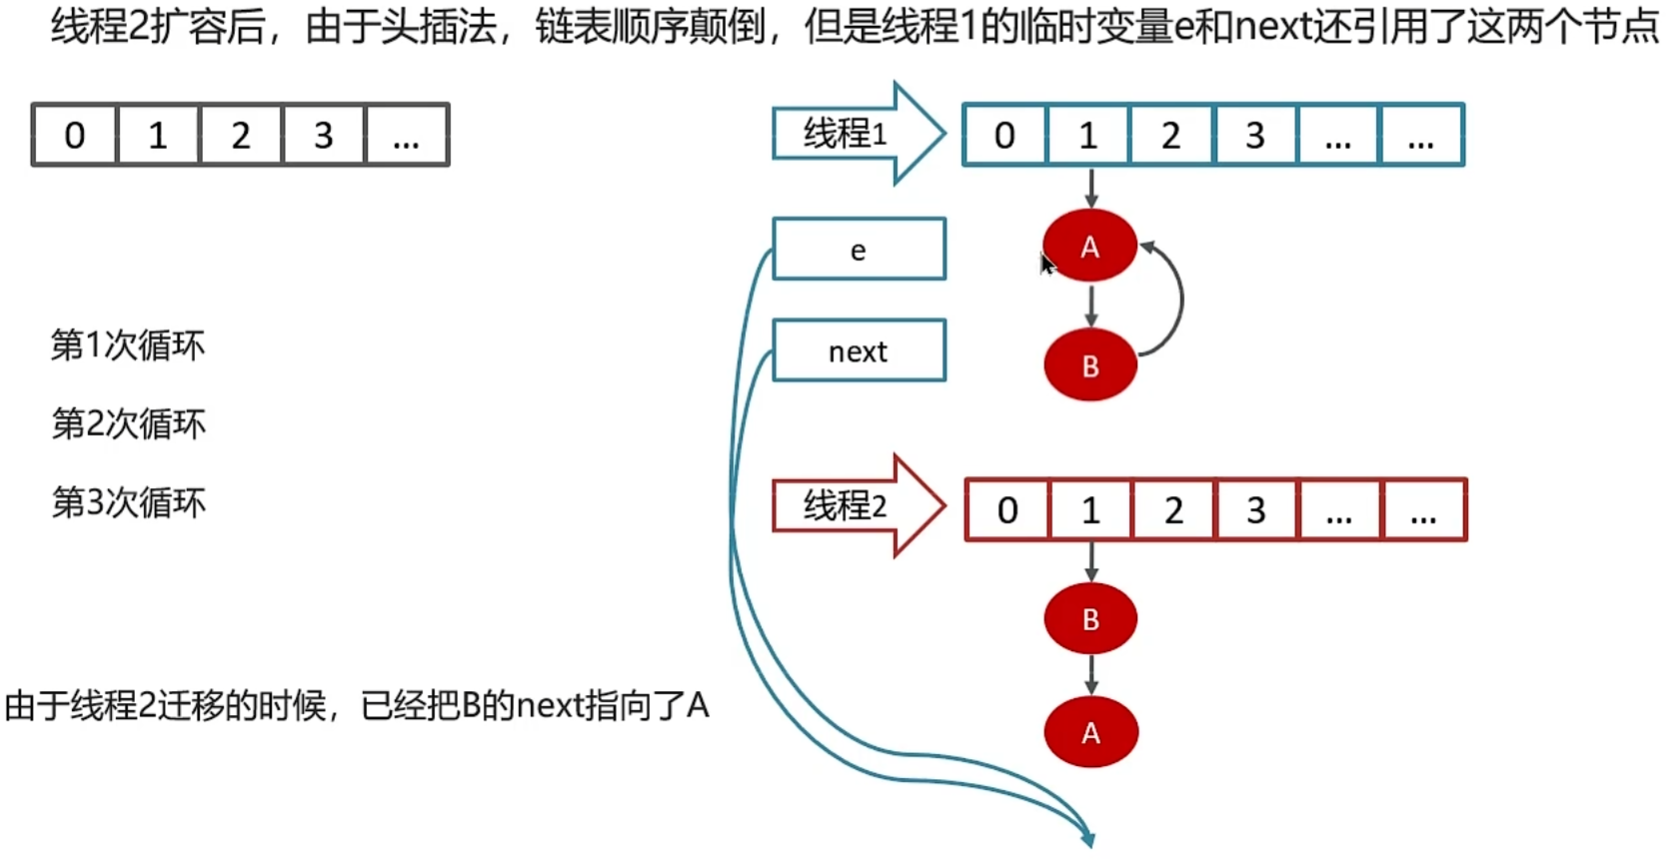 线程2扩容后，由于头插法，链表顺序颠倒，但是线程1的临时变量e和next还引用了这两个节点
0 1 2 3 ...
线程1
0 1 2 3 ... ...
e
A
next
B
第1次循环
第2次循环
第3次循环
线程2
0 1 2 3 ... ...
B
A
由于线程2迁移的时候，已经把B的next指向了A